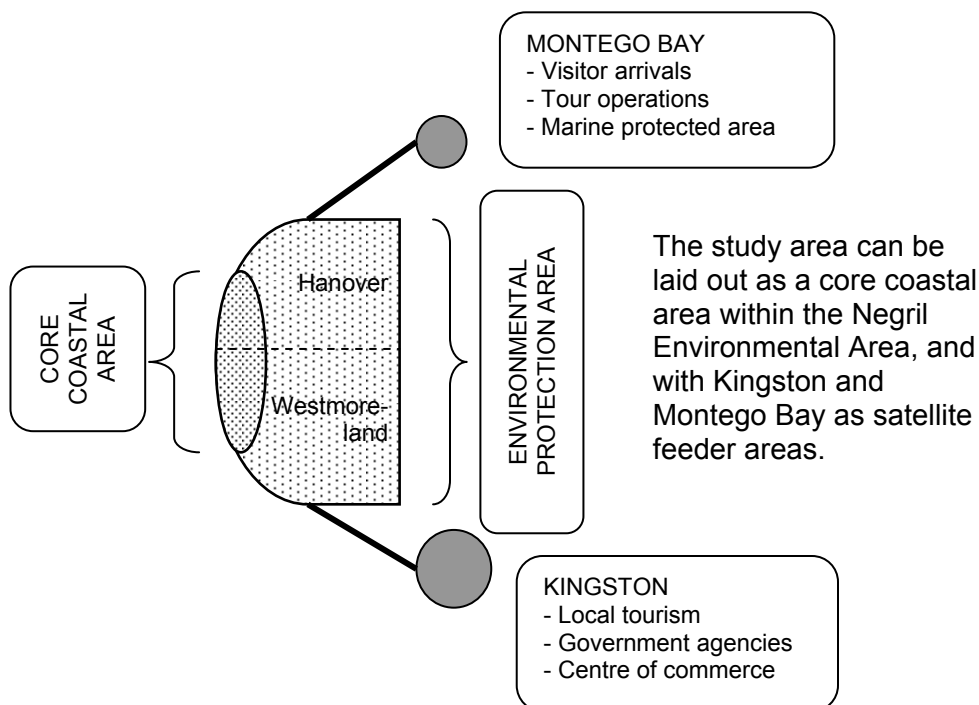 MONTEGO BAY
- Visitor arrivals
- Tour operations
- Marine protected area
CORE
COASTAL
AREA
Hanover
Westmore-
land
ENVIRONMENTAL
PROTECTION AREA
The study area can be
laid out as a core coastal
area within the Negril
Environmental Area, and
with Kingston and
Montego Bay as satellite
feeder areas.
KINGSTON
- Local tourism
- Government agencies
- Centre of commerce